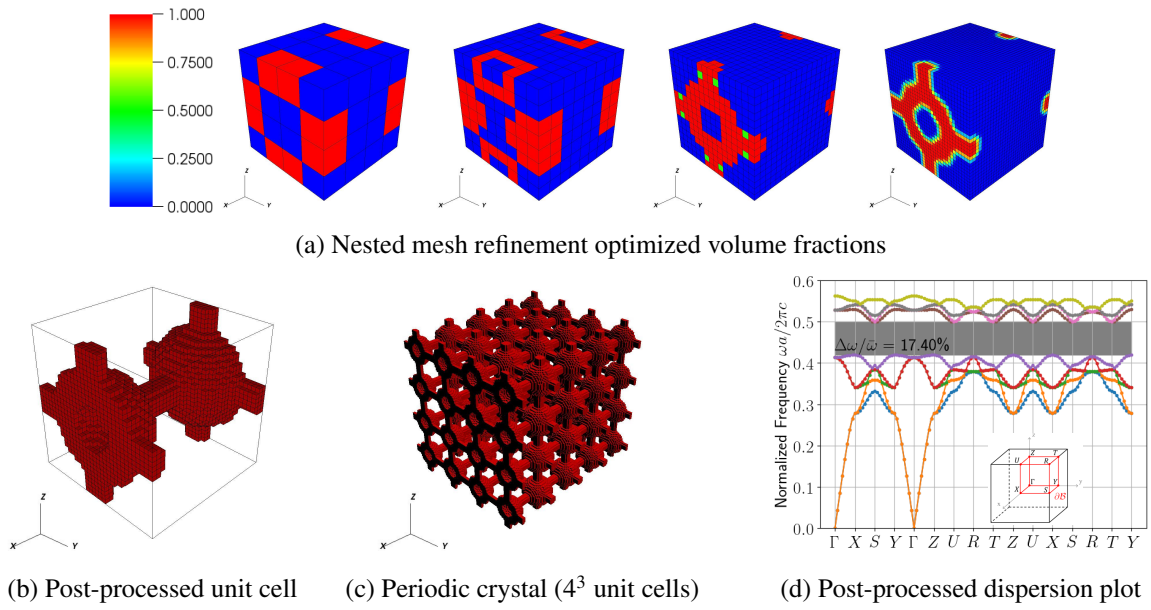 1.000
0.7500
0.5000
0.2500
0.0000
Z
X
Y
Z
X
Y
Z
X
Y
Z
X
Y
(a) Nested mesh refinement optimized volume fractions
Z
X
Y
(b) Post-processed unit cell
Z
X
Y
(c) Periodic crystal (4³ unit cells)
Normalized Frequency ωa/2πc
0.6
0.5
0.4
0.3
0.2
0.1
0.0
Δω/ω̄ = 17.40%
Z
T
U
R
Γ
Y
X
S
∂B
Γ X S Y Γ Z U R T Z U X S R T Y
(d) Post-processed dispersion plot